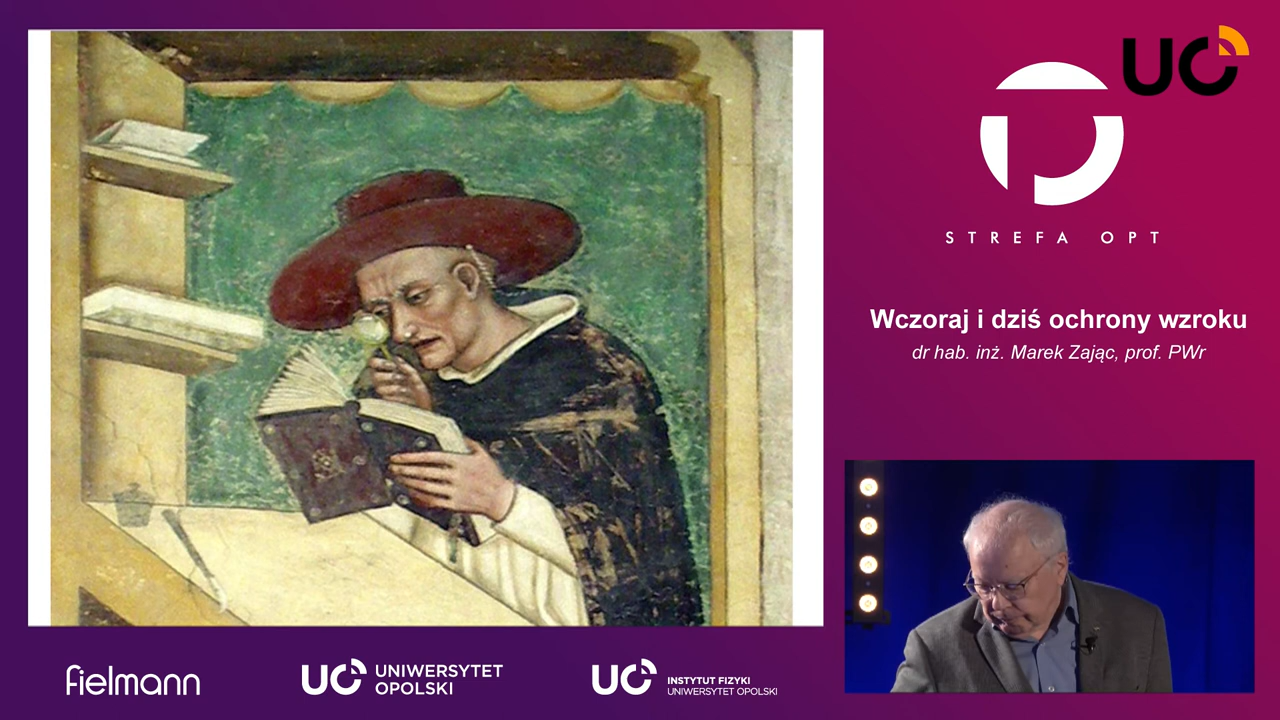 UO
STREFA OPT
Wczoraj i dziś ochrony wzroku
dr hab. inż. Marek Zając, prof. PWr
fielmann
UO UNIWERSYTET
OPOLSKI
UO INSTYTUT FIZYKI
UNIWERSYTET OPOLSKI